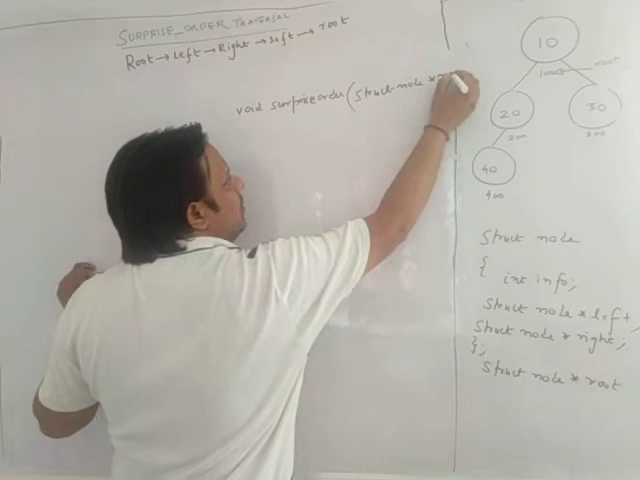 SURPRISE_ORDER TRAVERSAL
Root → left → Right → left → root
void surpriseorder (struct node *
10
1000
root
20
200
30
300
40
400
Struct node
{
int info;
Struct node * left;
Struct node * right;
};
Struct node * root